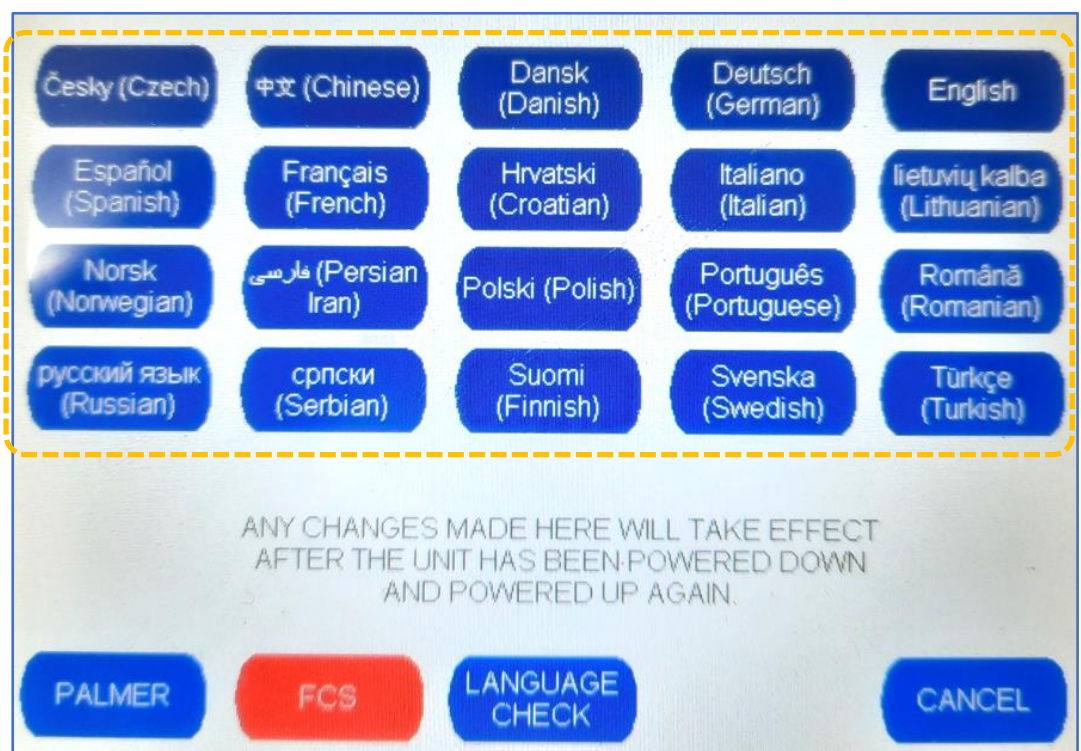 Česky (Czech)
中文 (Chinese)
Dansk
(Danish)
Deutsch
(German)
English
Español
(Spanish)
Français
(French)
Hrvatski
(Croatian)
Italiano
(Italian)
lietuvių kalba
(Lithuanian)
Norsk
(Norwegian)
فارسی (Persian
Iran)
Polski (Polish)
Português
(Portuguese)
Română
(Romanian)
русский язык
(Russian)
српски
(Serbian)
Suomi
(Finnish)
Svenska
(Swedish)
Türkçe
(Turkish)
ANY CHANGES MADE HERE WILL TAKE EFFECT
AFTER THE UNIT HAS BEEN POWERED DOWN
AND POWERED UP AGAIN.
PALMER
FCS
LANGUAGE
CHECK
CANCEL